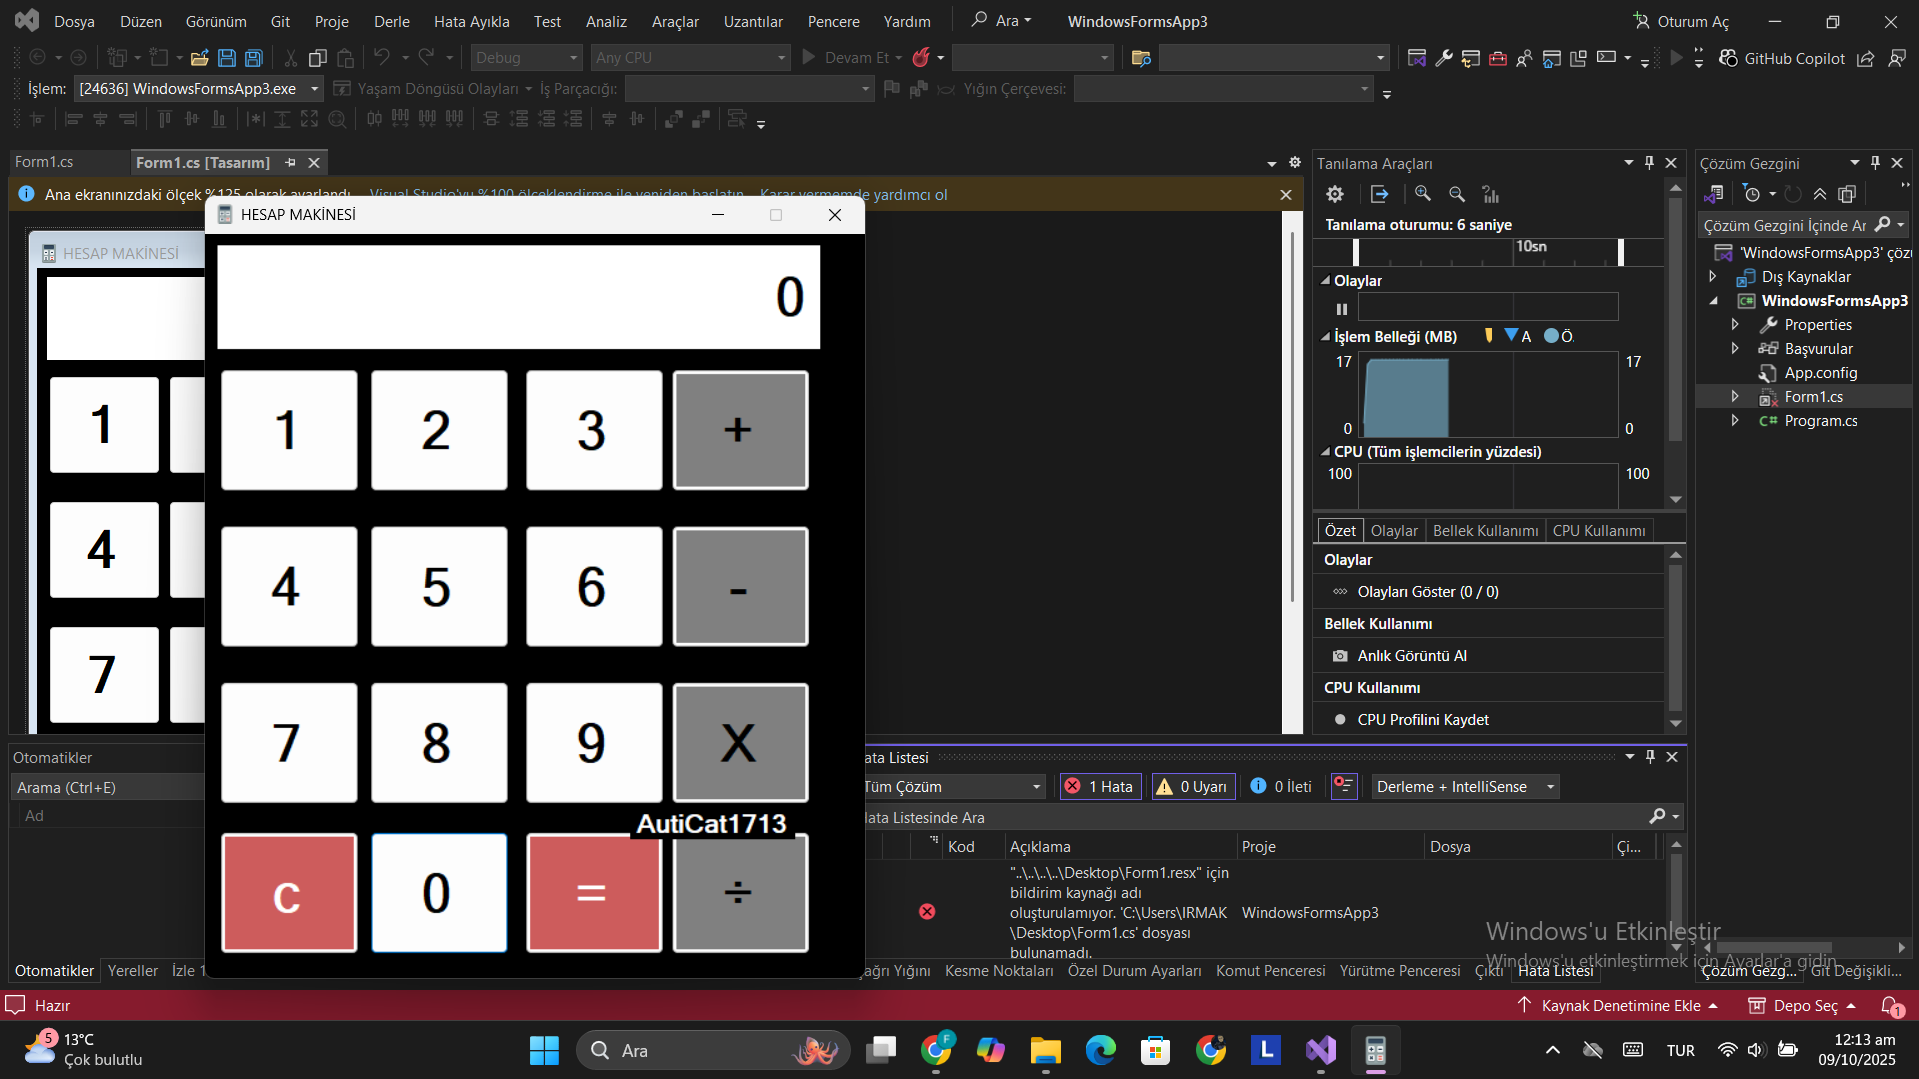 Dosya Düzen Görünüm Git Proje Derle Hata Ayıkla Test Analiz Araçlar Uzantılar Pencere Yardım Ara WindowsFormsApp3 Oturum Aç
Debug Any CPU Devam Et GitHub Copilot
İşlem: [24636] WindowsFormsApp3.exe Yaşam Döngüsü Olayları İş Parçacığı: Yığın Çerçevesi:
Form1.cs Form1.cs [Tasarım]
Ana ekranınızdaki ölçek %125 olarak ayarlandı. Visual Studio'yu %100 ölçeklendirme ile yeniden başlatın Karar vermemde yardımcı ol
HESAP MAKİNESİ
1
4
7
HESAP MAKİNESİ
0
1 2 3 +
4 5 6 -
7 8 9 X
AutiCat1713
c 0 = ÷
Tanılama Araçları
Tanılama oturumu: 6 saniye
10sn
Olaylar
İşlem Belleği (MB) A Ö.
17 17
0 0
CPU (Tüm işlemcilerin yüzdesi)
100 100
Özet Olaylar Bellek Kullanımı CPU Kullanımı
Olaylar
Olayları Göster (0 / 0)
Bellek Kullanımı
Anlık Görüntü Al
CPU Kullanımı
CPU Profilini Kaydet
Çözüm Gezgini
Çözüm Gezgini İçinde Ar
'WindowsFormsApp3' çözü
Dış Kaynaklar
WindowsFormsApp3
Properties
Başvurular
App.config
Form1.cs
Program.cs
Otomatikler
Arama (Ctrl+E)
Ad
Otomatikler Yereller İzle 1
ata Listesi
Tüm Çözüm 1 Hata 0 Uyarı 0 İleti Derleme + IntelliSense
ata Listesinde Ara
Kod Açıklama Proje Dosya Çi...
"..\..\..\..\Desktop\Form1.resx" için
bildirim kaynağı adı
oluşturulamıyor. 'C:\Users\IRMAK WindowsFormsApp3
\Desktop\Form1.cs' dosyası
bulunamadı.
ağrı Yığını Kesme Noktaları Özel Durum Ayarları Komut Penceresi Yürütme Penceresi Çıktı Hata Listesi
Windows'u Etkinleştir
Windows'u etkinleştirmek için Ayarlar'a gidin.
Çözüm Gezg... Git Değişikli...
Hazır Kaynak Denetimine Ekle Depo Seç 1
5 13°C
Çok bulutlu
Ara F L TUR
12:13 am
09/10/2025